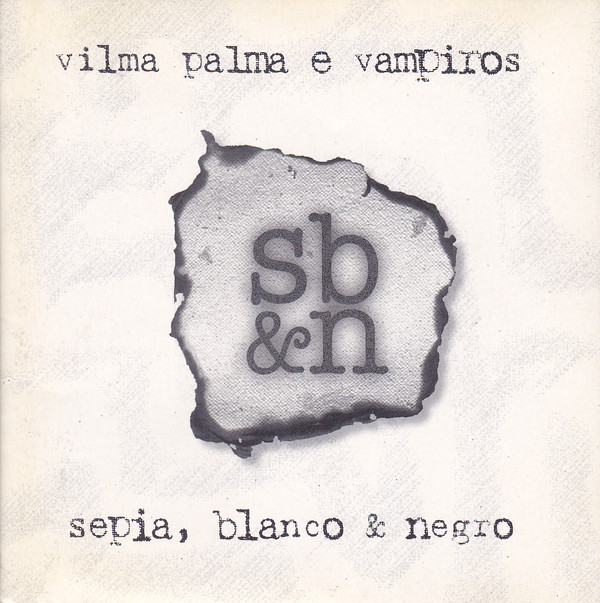 vilma palma e vampiros
sb
&n
sepia, blanco & negro